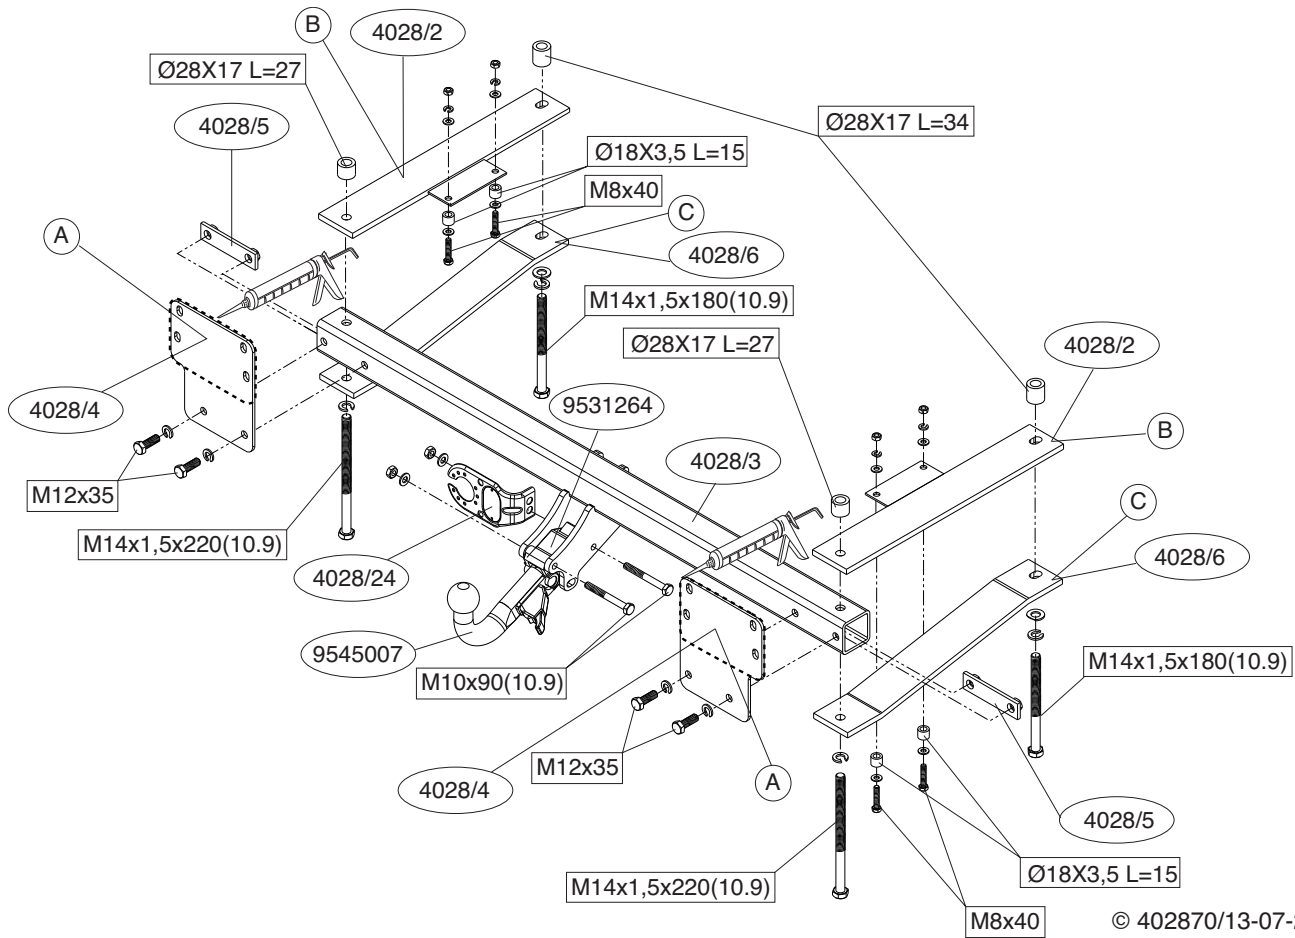 B
4028/2
Ø28X17 L=27
4028/5
Ø28X17 L=34
Ø18X3,5 L=15
M8x40
A
C
4028/6
M14x1,5x180(10.9)
Ø28X17 L=27
4028/2
4028/4
9531264
B
4028/3
M12x35
C
M14x1,5x220(10.9)
4028/6
4028/24
9545007
M10x90(10.9)
M14x1,5x180(10.9)
M12x35
4028/4
A
4028/5
M14x1,5x220(10.9)
Ø18X3,5 L=15
M8x40
© 402870/13-07-